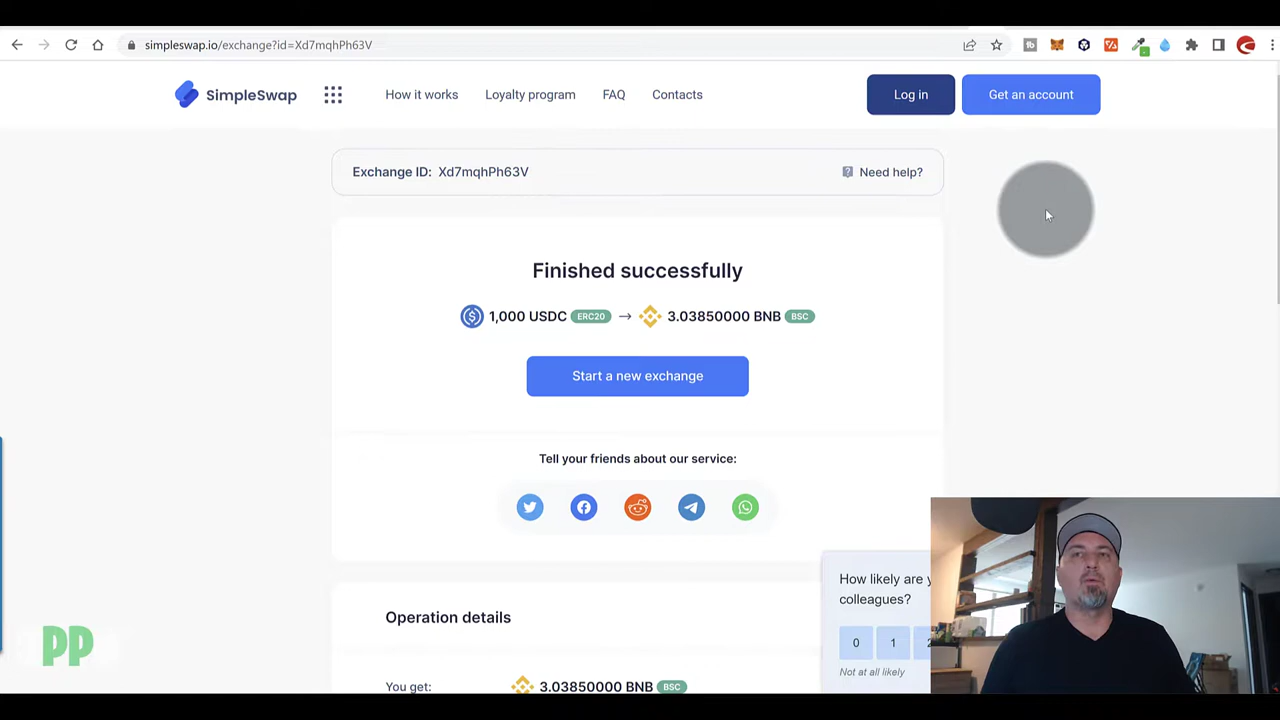 simpleswap.io/exchange?id=Xd7mqhPh63V
SimpleSwap
How it works
Loyalty program
FAQ
Contacts
Log in
Get an account
Exchange ID: Xd7mqhPh63V
Need help?
Finished successfully
1,000 USDC ERC20 → 3.03850000 BNB BSC
Start a new exchange
Tell your friends about our service:
How likely are
colleagues?
0 1
Not at all likely
Operation details
You get: 3.03850000 BNB BSC
PP